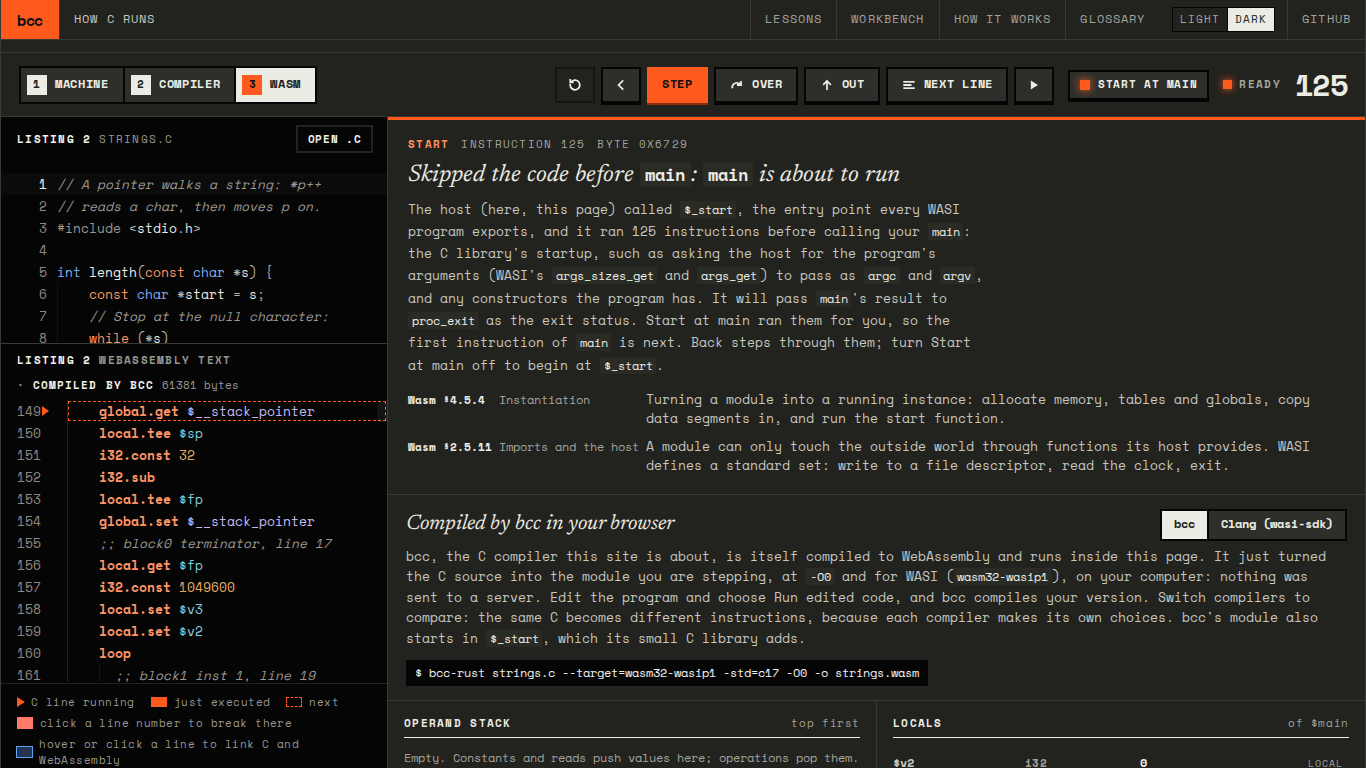 bcc HOW C RUNS LESSONS WORKBENCH HOW IT WORKS GLOSSARY LIGHT DARK GITHUB
1 MACHINE 2 COMPILER 3 WASM STEP OVER OUT NEXT LINE START AT MAIN READY 125
LISTING 2 STRINGS.C OPEN .C
1 // A pointer walks a string: *p++
2 // reads a char, then moves p on.
3 #include <stdio.h>
4
5 int length(const char *s) {
6 const char *start = s;
7 // Stop at the null character:
8 while (*s)
LISTING 2 WEBASSEMBLY TEXT
· COMPILED BY BCC 61381 bytes
149 global.get $__stack_pointer
150 local.tee $sp
151 i32.const 32
152 i32.sub
153 local.tee $fp
154 global.set $__stack_pointer
155 ;; block0 terminator, line 17
156 local.get $fp
157 i32.const 1049600
158 local.set $v3
159 local.set $v2
160 loop
161 ;; block1 inst 1, line 19
C line running just executed next
click a line number to break there
hover or click a line to link C and
WebAssembly
START INSTRUCTION 125 BYTE 0X6729
Skipped the code before main: main is about to run
The host (here, this page) called $_start, the entry point every WASI
program exports, and it ran 125 instructions before calling your main:
the C library's startup, such as asking the host for the program's
arguments (WASI's args_sizes_get and args_get) to pass as argc and argv,
and any constructors the program has. It will pass main's result to
proc_exit as the exit status. Start at main ran them for you, so the
first instruction of main is next. Back steps through them; turn Start
at main off to begin at $_start.
Wasm §4.5.4 Instantiation Turning a module into a running instance: allocate memory, tables and globals, copy
data segments in, and run the start function.
Wasm §2.5.11 Imports and the host A module can only touch the outside world through functions its host provides. WASI
defines a standard set: write to a file descriptor, read the clock, exit.
Compiled by bcc in your browser bcc Clang (wasi-sdk)
bcc, the C compiler this site is about, is itself compiled to WebAssembly and runs inside this page. It just turned
the C source into the module you are stepping, at -O0 and for WASI (wasm32-wasip1), on your computer: nothing was
sent to a server. Edit the program and choose Run edited code, and bcc compiles your version. Switch compilers to
compare: the same C becomes different instructions, because each compiler makes its own choices. bcc's module also
starts in $_start, which its small C library adds.
$ bcc-rust strings.c --target=wasm32-wasip1 -std=c17 -O0 -o strings.wasm
OPERAND STACK top first
Empty. Constants and reads push values here; operations pop them.
LOCALS of $main
$v2 i32 0 LOCAL